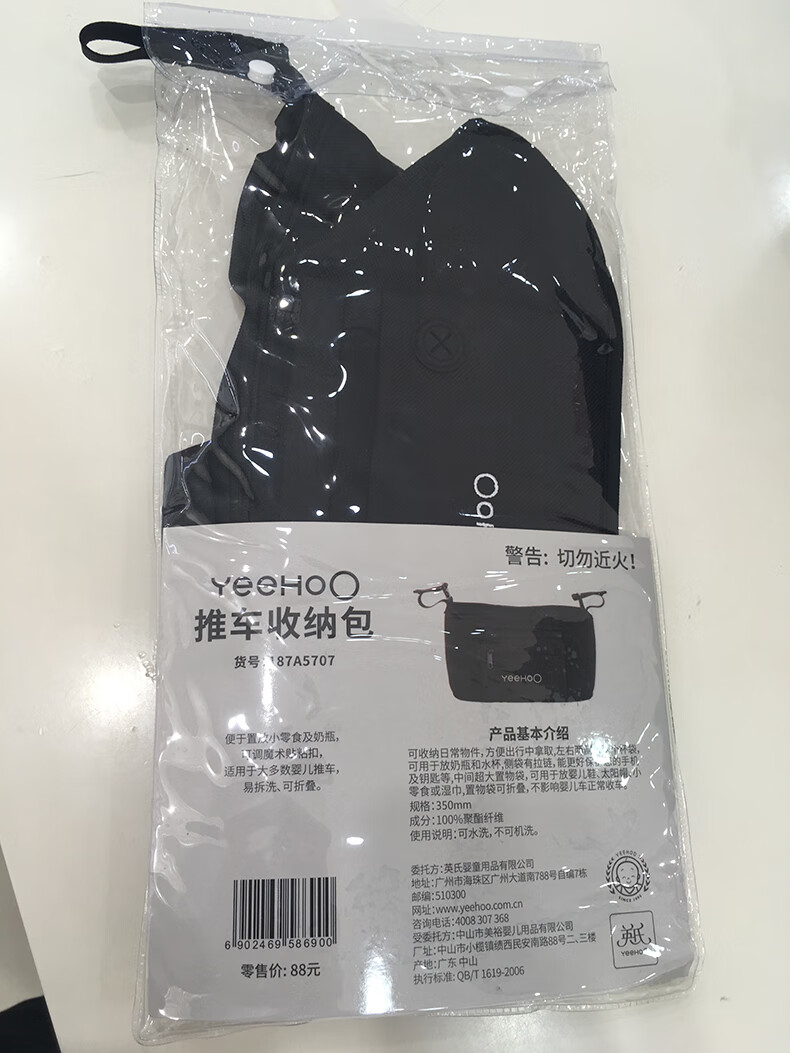 YeeHoO
推车收纳包
货号:187A5707
便于置放小零食及奶瓶,
可调魔术贴粘扣,
适用于大多数婴儿推车,
易拆洗、可折叠。
6 902469 586900
零售价: 88元
警告: 切勿近火!
YeeHoO
产品基本介绍
可收纳日常物件, 方便出行中拿取,左右两 杯袋,
可用于放奶瓶和水杯,侧袋有拉链,能更好保护您的手机
及钥匙等,中间超大置物袋,可用于放婴儿鞋、太阳帽、小
零食或湿巾,置物袋可折叠,不影响婴儿车正常收车。
规格:350mm
成分:100%聚酯纤维
使用说明:可水洗,不可机洗。
委托方:英氏婴童用品有限公司
地址:广州市海珠区广州大道南788号自编7栋
邮编:510300
网址:www.yeehoo.com.cn
咨询电话:4008 307 368
受委托方:中山市美裕婴儿用品有限公司
厂址:中山市小榄镇绩西民安南路88号二、三楼
产地:广东 中山
执行标准: QB/T 1619-2006
YEEHOO
SINCE 1995
英氏
YeeHoO